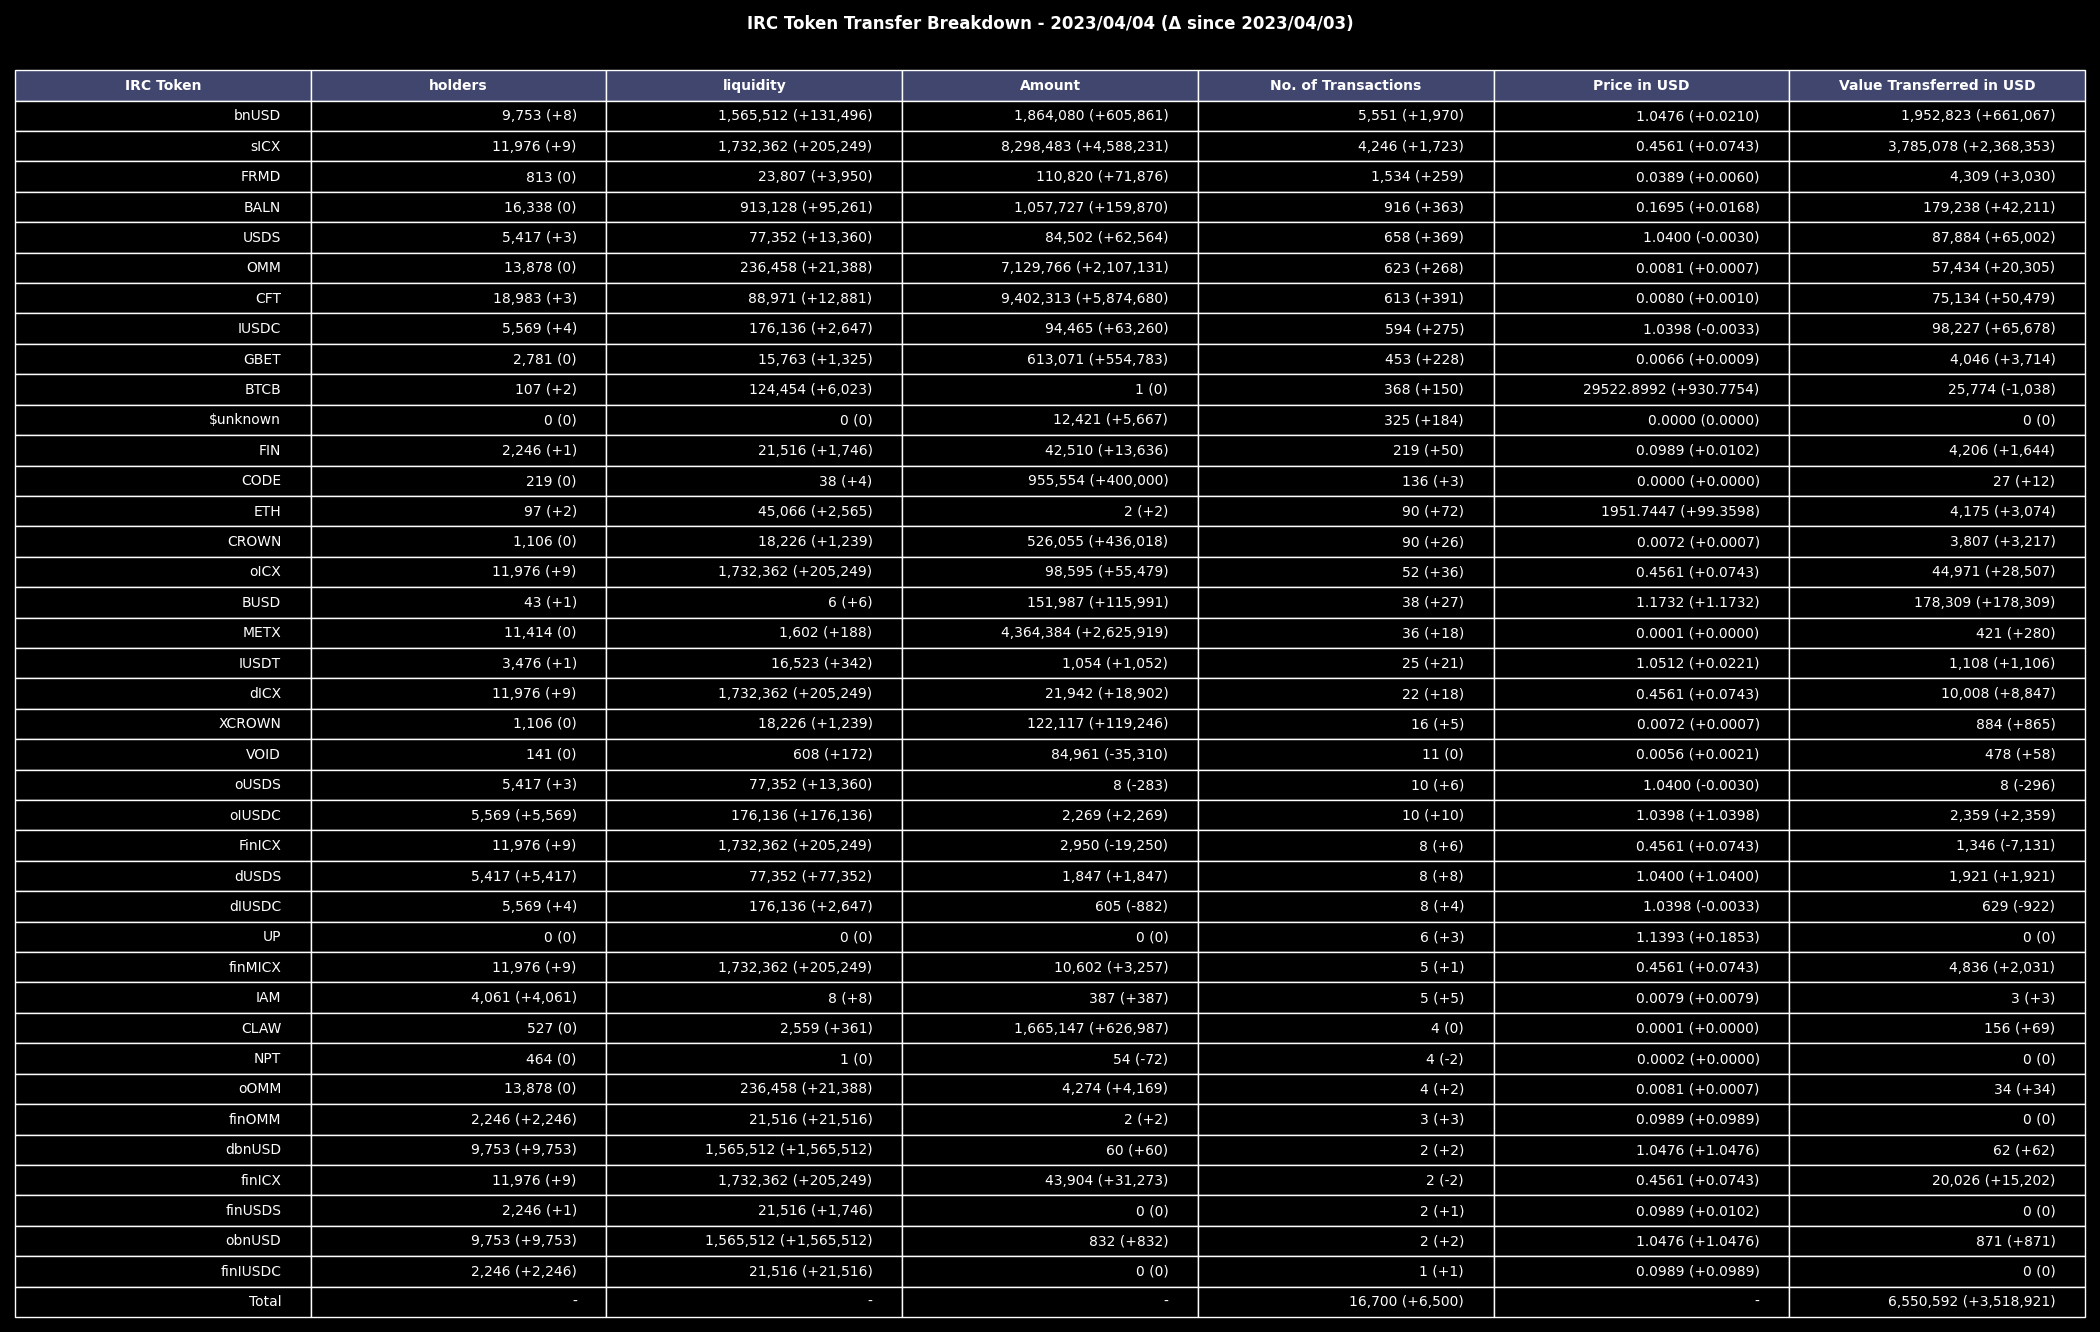 IRC Token Transfer Breakdown - 2023/04/04 (Δ since 2023/04/03)
IRC Token holders liquidity Amount No. of Transactions Price in USD Value Transferred in USD
bnUSD 9,753 (+8) 1,565,512 (+131,496) 1,864,080 (+605,861) 5,551 (+1,970) 1.0476 (+0.0210) 1,952,823 (+661,067)
sICX 11,976 (+9) 1,732,362 (+205,249) 8,298,483 (+4,588,231) 4,246 (+1,723) 0.4561 (+0.0743) 3,785,078 (+2,368,353)
FRMD 813 (0) 23,807 (+3,950) 110,820 (+71,876) 1,534 (+259) 0.0389 (+0.0060) 4,309 (+3,030)
BALN 16,338 (0) 913,128 (+95,261) 1,057,727 (+159,870) 916 (+363) 0.1695 (+0.0168) 179,238 (+42,211)
USDS 5,417 (+3) 77,352 (+13,360) 84,502 (+62,564) 658 (+369) 1.0400 (-0.0030) 87,884 (+65,002)
OMM 13,878 (0) 236,458 (+21,388) 7,129,766 (+2,107,131) 623 (+268) 0.0081 (+0.0007) 57,434 (+20,305)
CFT 18,983 (+3) 88,971 (+12,881) 9,402,313 (+5,874,680) 613 (+391) 0.0080 (+0.0010) 75,134 (+50,479)
IUSDC 5,569 (+4) 176,136 (+2,647) 94,465 (+63,260) 594 (+275) 1.0398 (-0.0033) 98,227 (+65,678)
GBET 2,781 (0) 15,763 (+1,325) 613,071 (+554,783) 453 (+228) 0.0066 (+0.0009) 4,046 (+3,714)
BTCB 107 (+2) 124,454 (+6,023) 1 (0) 368 (+150) 29522.8992 (+930.7754) 25,774 (-1,038)
$unknown 0 (0) 0 (0) 12,421 (+5,667) 325 (+184) 0.0000 (0.0000) 0 (0)
FIN 2,246 (+1) 21,516 (+1,746) 42,510 (+13,636) 219 (+50) 0.0989 (+0.0102) 4,206 (+1,644)
CODE 219 (0) 38 (+4) 955,554 (+400,000) 136 (+3) 0.0000 (+0.0000) 27 (+12)
ETH 97 (+2) 45,066 (+2,565) 2 (+2) 90 (+72) 1951.7447 (+99.3598) 4,175 (+3,074)
CROWN 1,106 (0) 18,226 (+1,239) 526,055 (+436,018) 90 (+26) 0.0072 (+0.0007) 3,807 (+3,217)
oICX 11,976 (+9) 1,732,362 (+205,249) 98,595 (+55,479) 52 (+36) 0.4561 (+0.0743) 44,971 (+28,507)
BUSD 43 (+1) 6 (+6) 151,987 (+115,991) 38 (+27) 1.1732 (+1.1732) 178,309 (+178,309)
METX 11,414 (0) 1,602 (+188) 4,364,384 (+2,625,919) 36 (+18) 0.0001 (+0.0000) 421 (+280)
IUSDT 3,476 (+1) 16,523 (+342) 1,054 (+1,052) 25 (+21) 1.0512 (+0.0221) 1,108 (+1,106)
dICX 11,976 (+9) 1,732,362 (+205,249) 21,942 (+18,902) 22 (+18) 0.4561 (+0.0743) 10,008 (+8,847)
XCROWN 1,106 (0) 18,226 (+1,239) 122,117 (+119,246) 16 (+5) 0.0072 (+0.0007) 884 (+865)
VOID 141 (0) 608 (+172) 84,961 (-35,310) 11 (0) 0.0056 (+0.0021) 478 (+58)
oUSDS 5,417 (+3) 77,352 (+13,360) 8 (-283) 10 (+6) 1.0400 (-0.0030) 8 (-296)
oIUSDC 5,569 (+5,569) 176,136 (+176,136) 2,269 (+2,269) 10 (+10) 1.0398 (+1.0398) 2,359 (+2,359)
FinICX 11,976 (+9) 1,732,362 (+205,249) 2,950 (-19,250) 8 (+6) 0.4561 (+0.0743) 1,346 (-7,131)
dUSDS 5,417 (+5,417) 77,352 (+77,352) 1,847 (+1,847) 8 (+8) 1.0400 (+1.0400) 1,921 (+1,921)
dIUSDC 5,569 (+4) 176,136 (+2,647) 605 (-882) 8 (+4) 1.0398 (-0.0033) 629 (-922)
UP 0 (0) 0 (0) 0 (0) 6 (+3) 1.1393 (+0.1853) 0 (0)
finMICX 11,976 (+9) 1,732,362 (+205,249) 10,602 (+3,257) 5 (+1) 0.4561 (+0.0743) 4,836 (+2,031)
IAM 4,061 (+4,061) 8 (+8) 387 (+387) 5 (+5) 0.0079 (+0.0079) 3 (+3)
CLAW 527 (0) 2,559 (+361) 1,665,147 (+626,987) 4 (0) 0.0001 (+0.0000) 156 (+69)
NPT 464 (0) 1 (0) 54 (-72) 4 (-2) 0.0002 (+0.0000) 0 (0)
oOMM 13,878 (0) 236,458 (+21,388) 4,274 (+4,169) 4 (+2) 0.0081 (+0.0007) 34 (+34)
finOMM 2,246 (+2,246) 21,516 (+21,516) 2 (+2) 3 (+3) 0.0989 (+0.0989) 0 (0)
dbnUSD 9,753 (+9,753) 1,565,512 (+1,565,512) 60 (+60) 2 (+2) 1.0476 (+1.0476) 62 (+62)
finICX 11,976 (+9) 1,732,362 (+205,249) 43,904 (+31,273) 2 (-2) 0.4561 (+0.0743) 20,026 (+15,202)
finUSDS 2,246 (+1) 21,516 (+1,746) 0 (0) 2 (+1) 0.0989 (+0.0102) 0 (0)
obnUSD 9,753 (+9,753) 1,565,512 (+1,565,512) 832 (+832) 2 (+2) 1.0476 (+1.0476) 871 (+871)
finIUSDC 2,246 (+2,246) 21,516 (+21,516) 0 (0) 1 (+1) 0.0989 (+0.0989) 0 (0)
Total - - - 16,700 (+6,500) - 6,550,592 (+3,518,921)